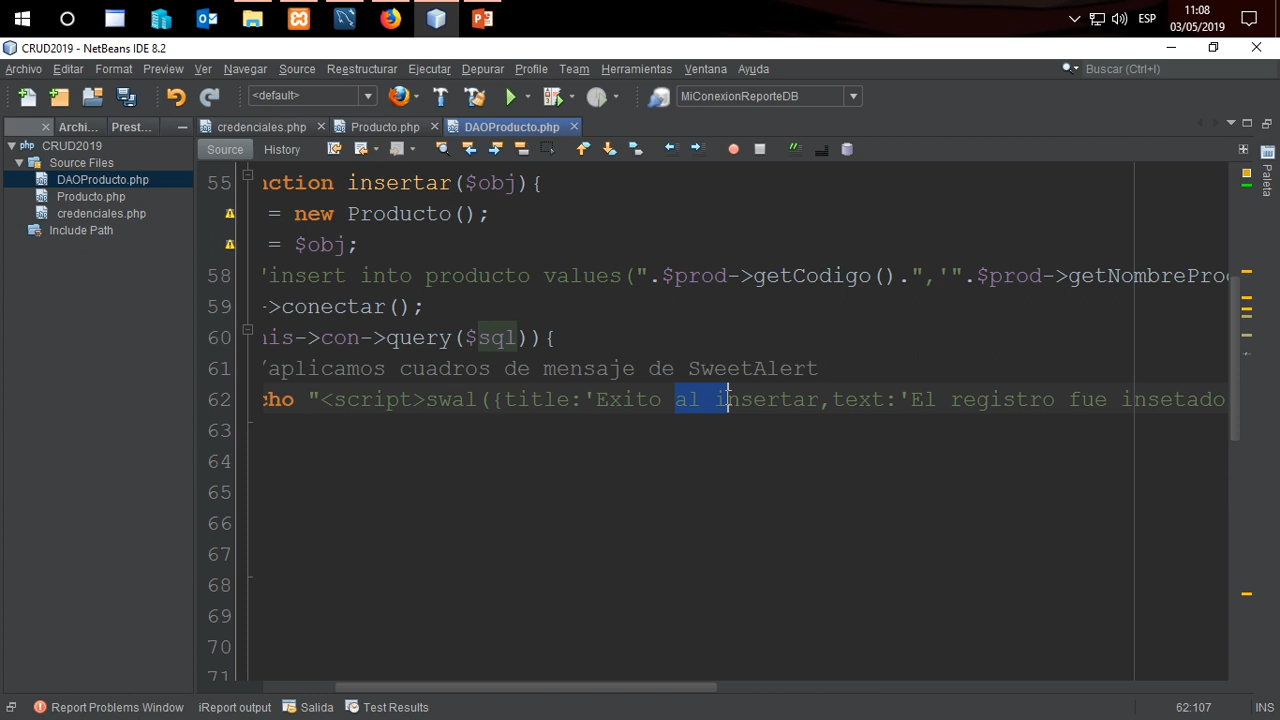 11:08
ESP
03/05/2019
CRUD2019 - NetBeans IDE 8.2
Archivo Editar Format Preview Ver Navegar Source Reestructurar Ejecutar Depurar Profile Team Herramientas Ventana Ayuda
Buscar (Ctrl+I)
<default>
MiConexionReporteDB
Archi... Prest...
credenciales.php Producto.php DAOProducto.php
CRUD2019
Source Files
DAOProducto.php
Producto.php
credenciales.php
Include Path
Source History
Paleta
55 nction insertar($obj){
= new Producto();
= $obj;
58 'insert into producto values(".$prod->getCodigo().",'".$prod->getNombrePro
59 ->conectar();
60 nis->con->query($sql)){
61 /aplicamos cuadros de mensaje de SweetAlert
62 cho "<script>swal({title:'Exito al insertar,text:'El registro fue insetado
63
64
65
66
67
68
69
70
71
Report Problems Window iReport output Salida Test Results
62:107 INS